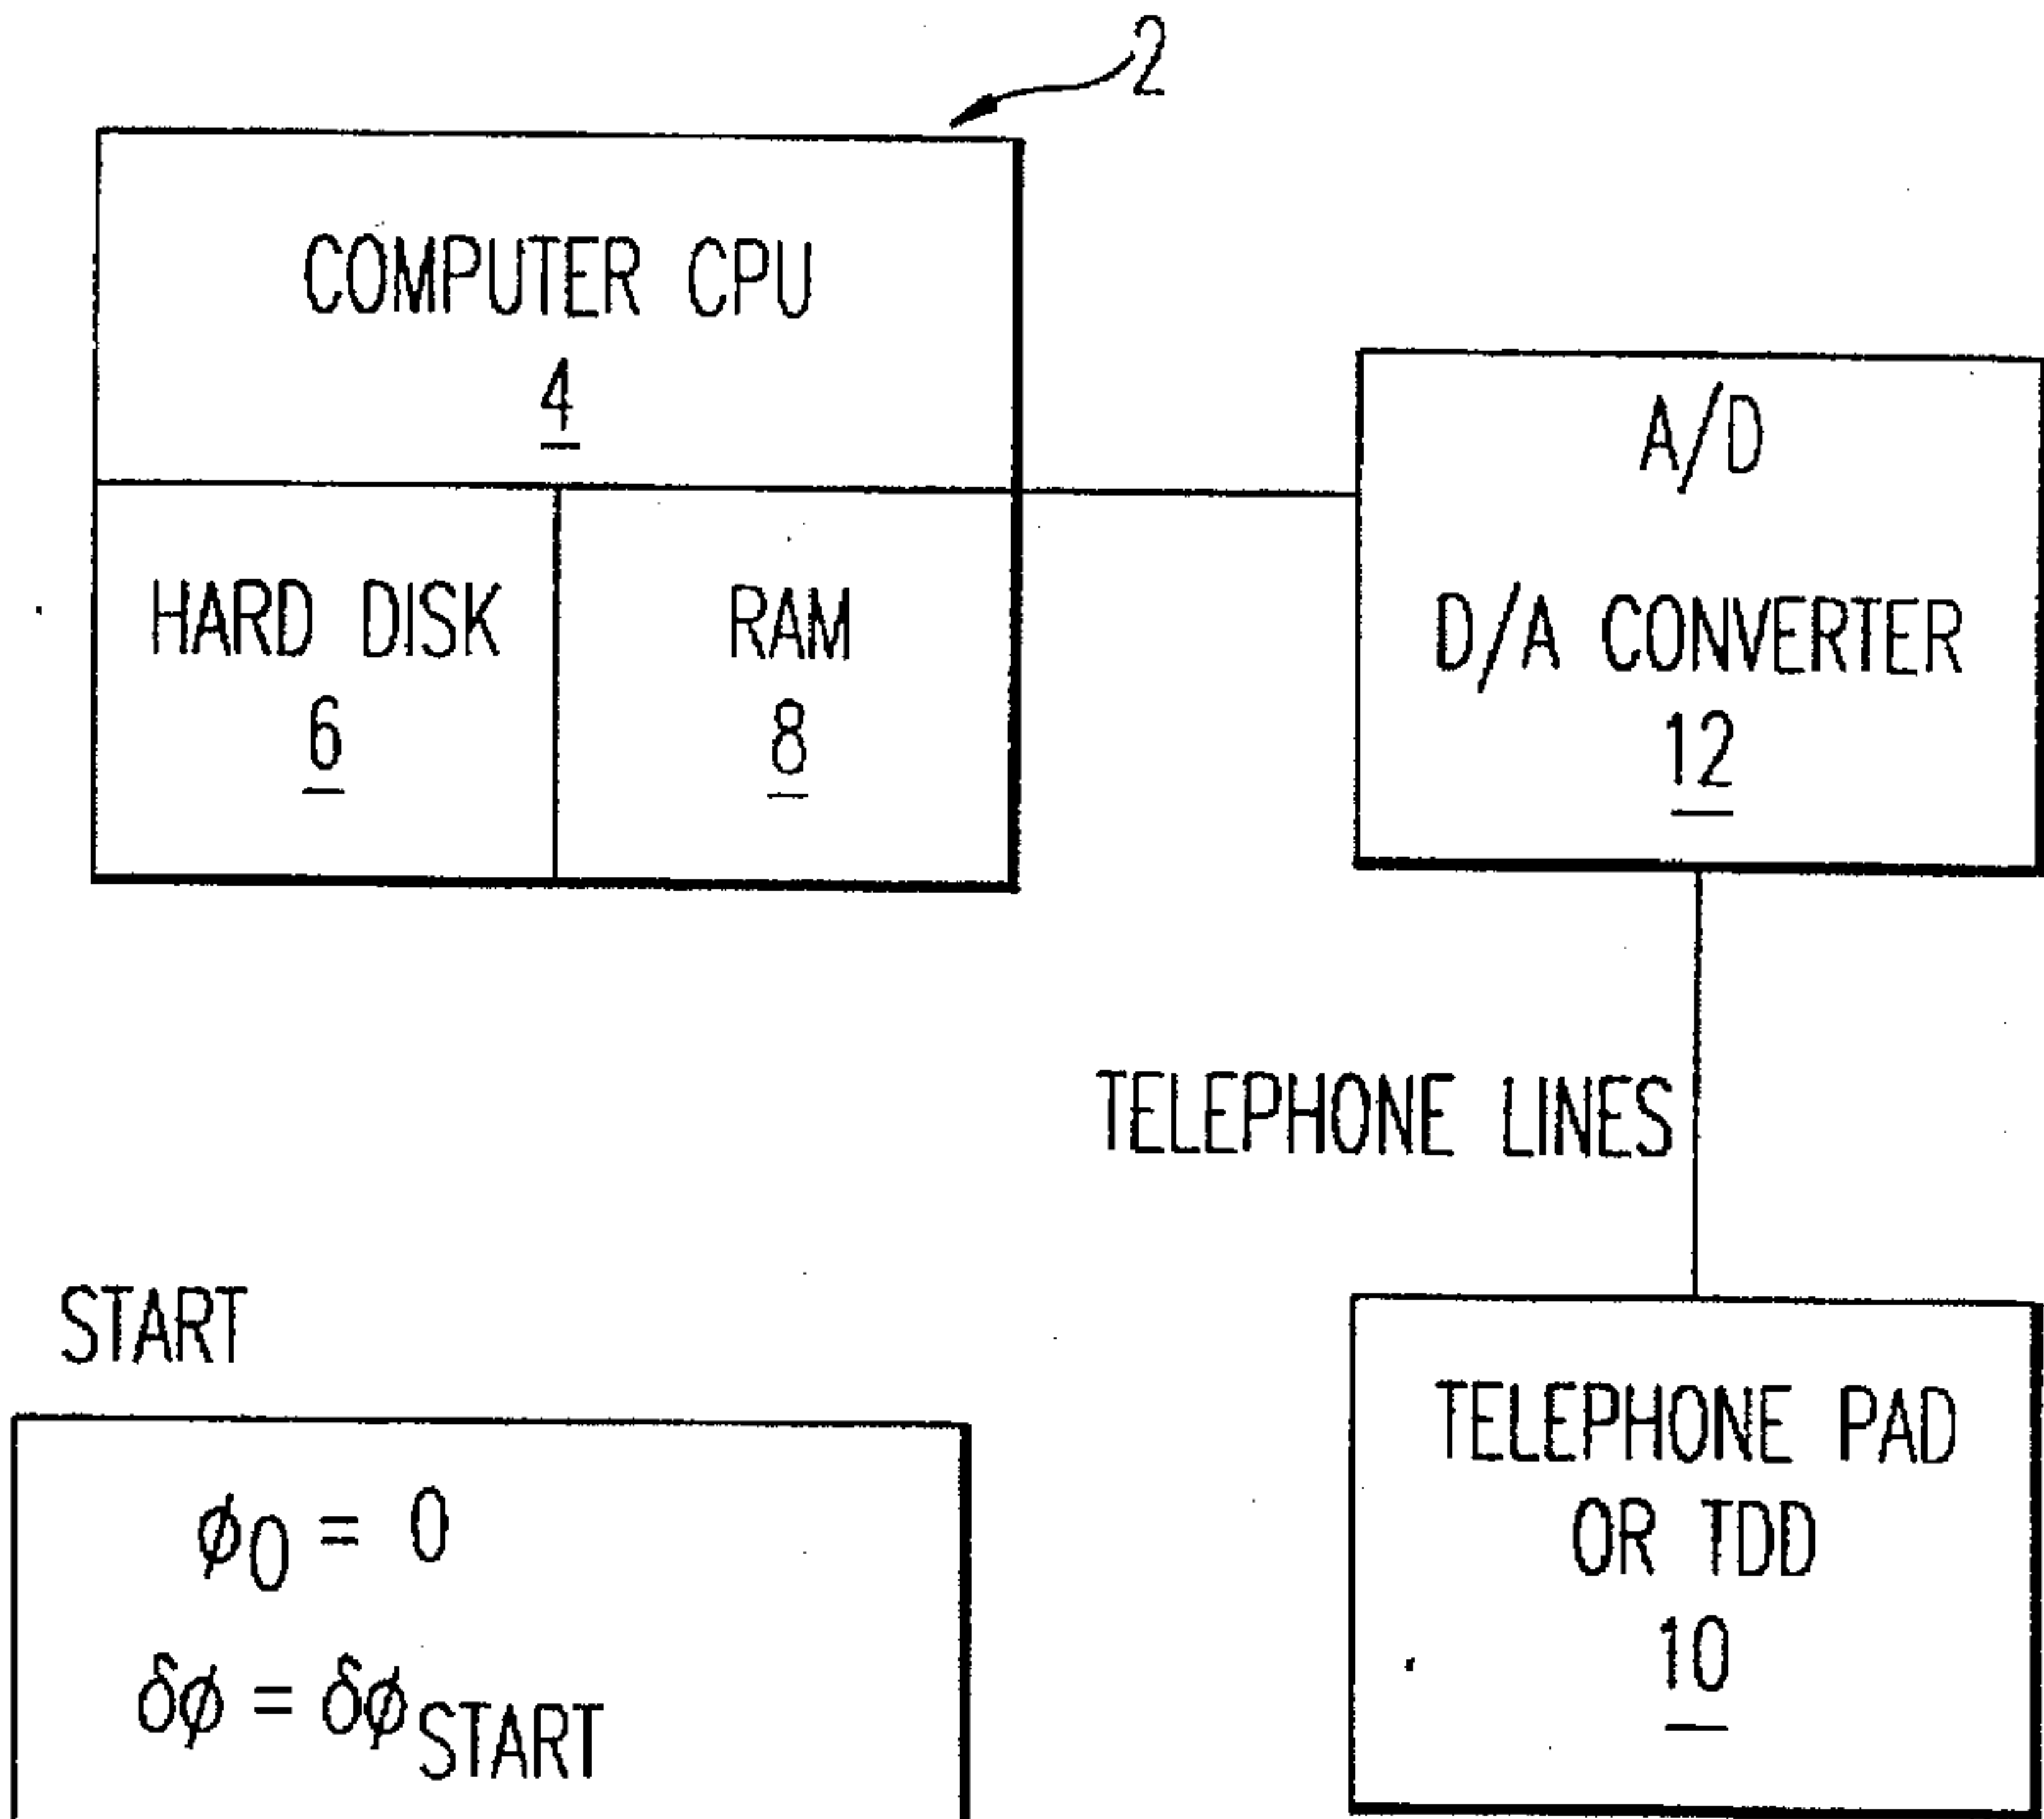 2
COMPUTER CPU
4
HARD DISK
6
RAM
8
A/D
D/A CONVERTER
12
TELEPHONE LINES
TELEPHONE PAD
OR TDD
10
START
ϕ0 = 0
δϕ = δϕSTART